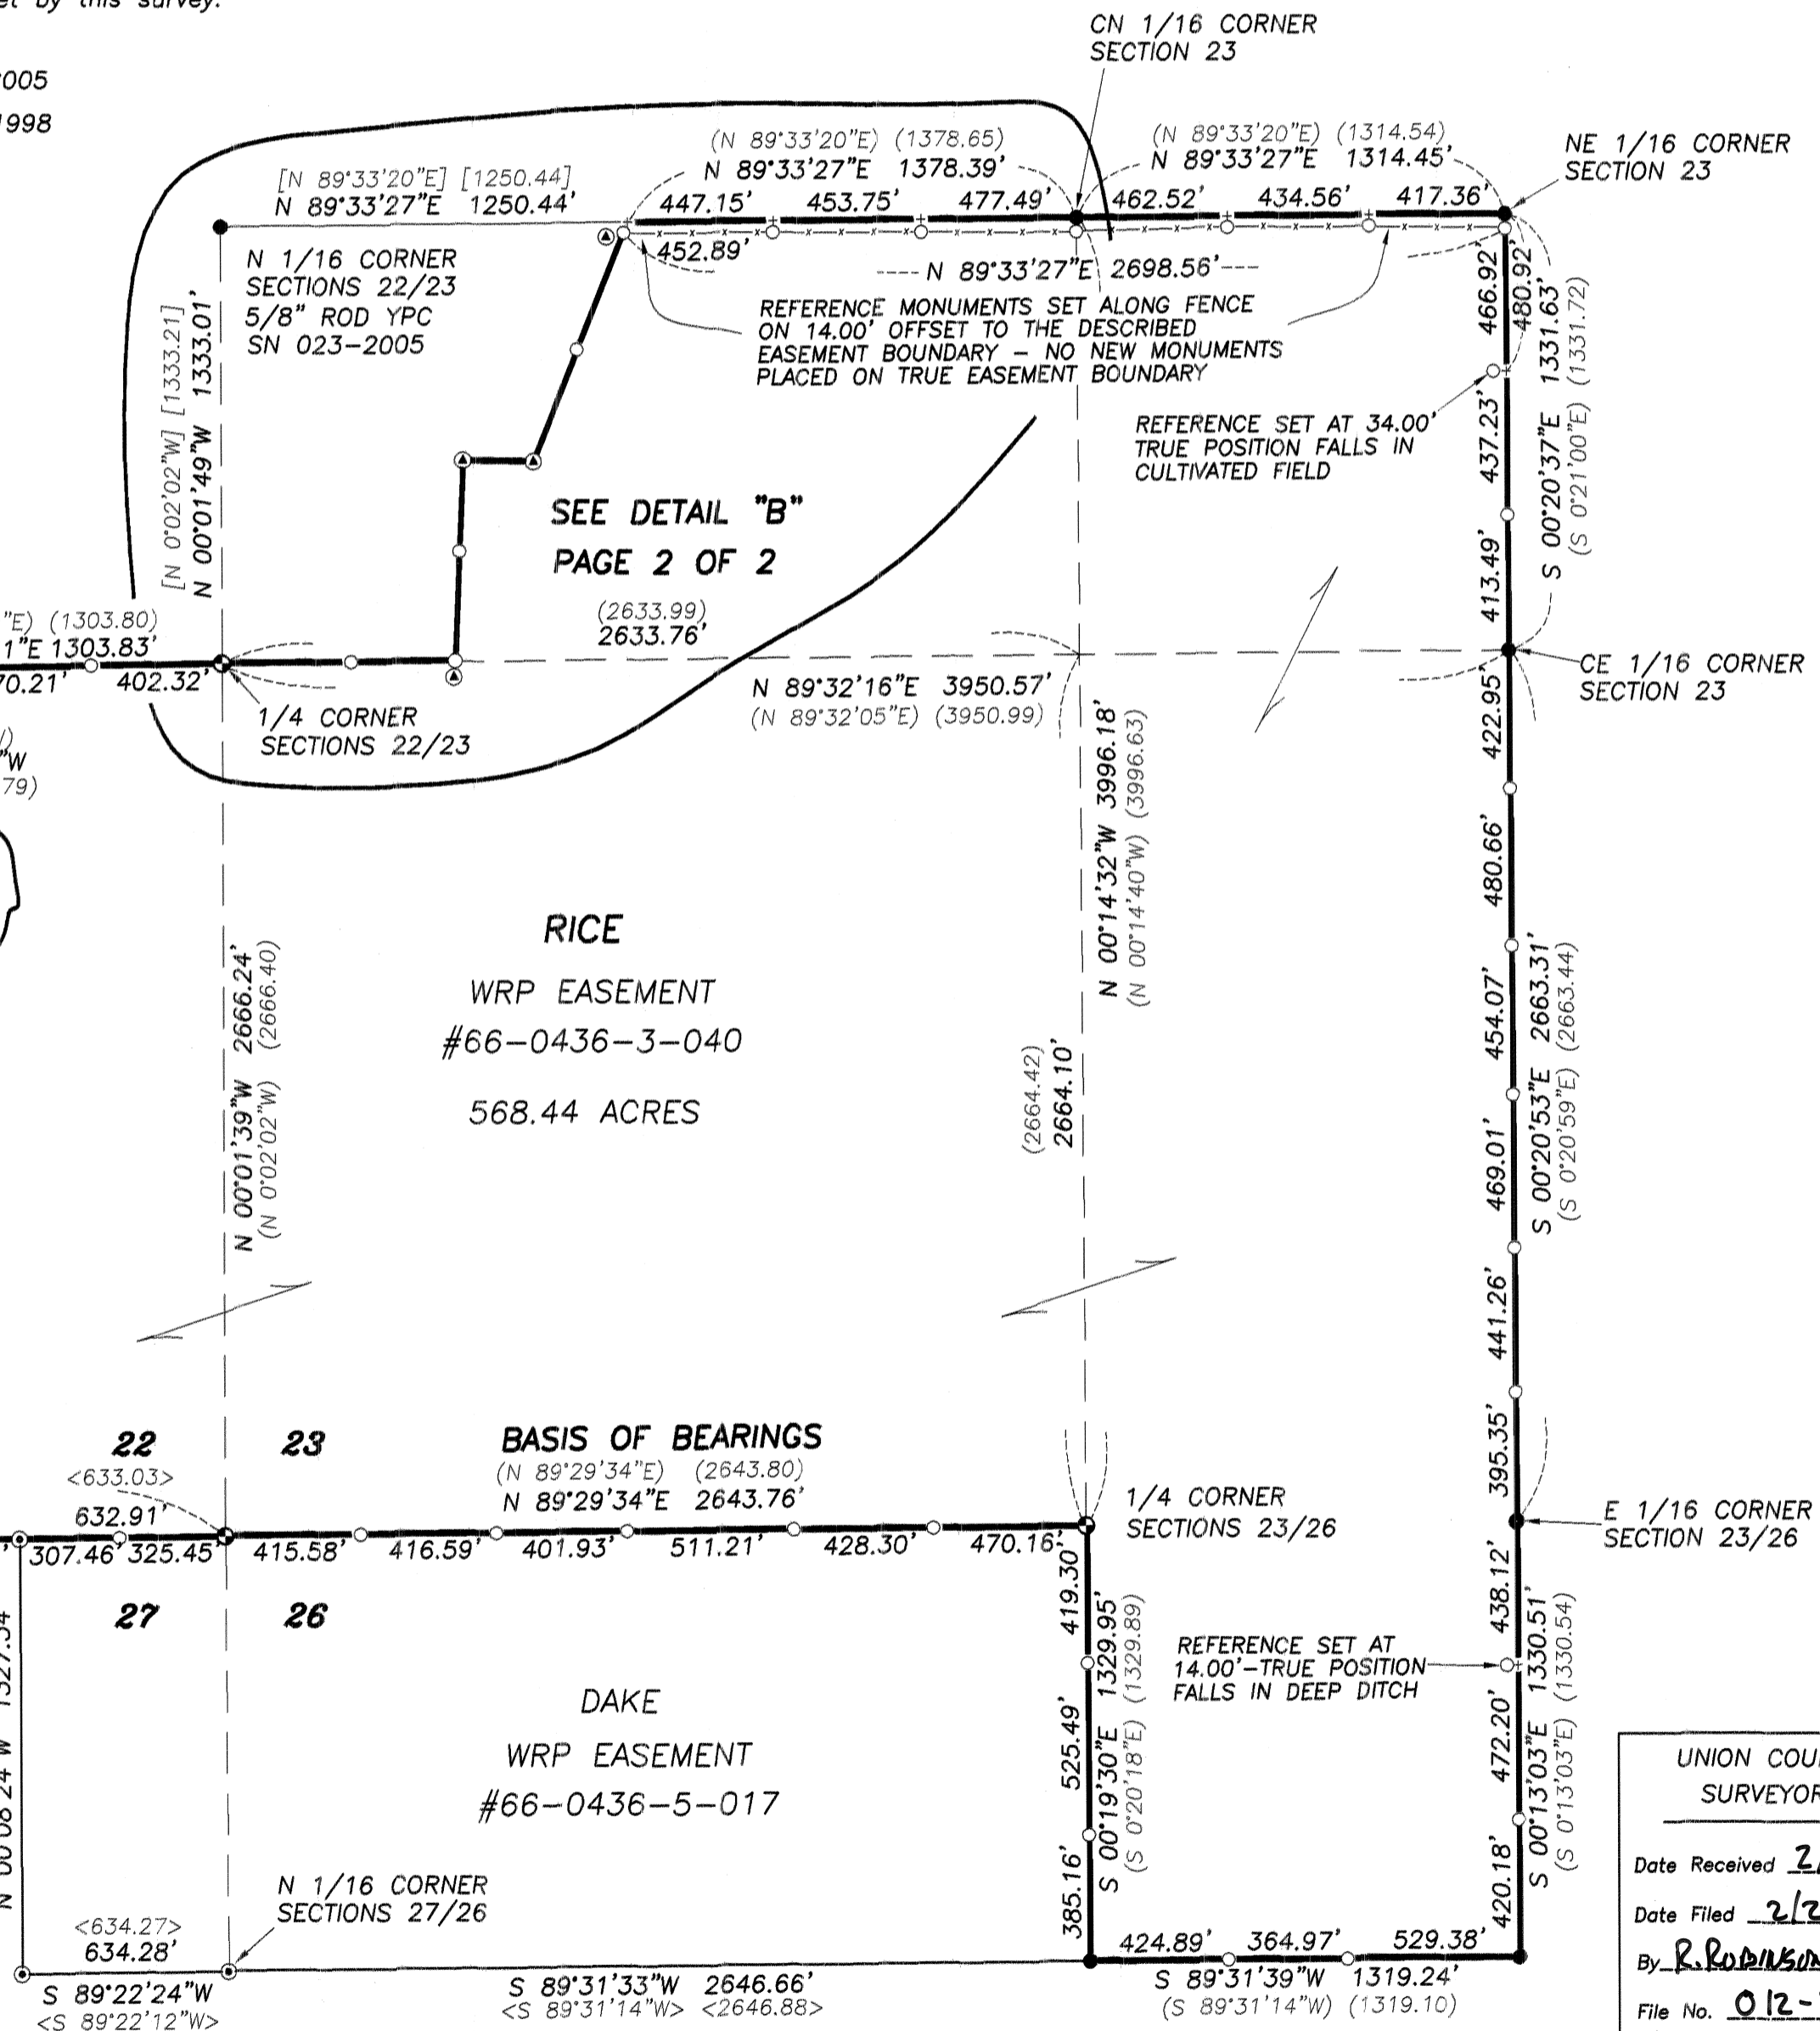 by this survey.
CN 1/16 CORNER
SECTION 23
2005
1998
(N 89°33'20"E) (1378.65)
N 89°33'27"E 1378.39'
(N 89°33'20"E) (1314.54)
N 89°33'27"E 1314.45'
NE 1/16 CORNER
SECTION 23
[N 89°33'20"E] [1250.44]
N 89°33'27"E 1250.44'
447.15' 453.75' 477.49' 462.52' 434.56' 417.36'
452.89'
N 89°33'27"E 2698.56'
N 1/16 CORNER
SECTIONS 22/23
5/8" ROD YPC
SN 023-2005
REFERENCE MONUMENTS SET ALONG FENCE
ON 14.00' OFFSET TO THE DESCRIBED
EASEMENT BOUNDARY – NO NEW MONUMENTS
PLACED ON TRUE EASEMENT BOUNDARY
466.92'
480.92'
S 00°20'37"E 1331.63'
(S 0°21'00"E) (1331.72)
[N 0°02'02"W] [1333.21]
N 00°01'49"W 1333.01'
REFERENCE SET AT 34.00'
TRUE POSITION FALLS IN
CULTIVATED FIELD
437.23'
413.49'
SEE DETAIL "B"
PAGE 2 OF 2
(2633.99)
2633.76'
"E) (1303.80)
1"E 1303.83'
70.21' 402.32'
1/4 CORNER
SECTIONS 22/23
N 89°32'16"E 3950.57'
(N 89°32'05"E) (3950.99)
CE 1/16 CORNER
SECTION 23
"W
79)
422.95'
N 00°14'32"W 3996.18'
(N 00°14'40"W) (3996.63)
480.66'
RICE
WRP EASEMENT
#66-0436-3-040
568.44 ACRES
N 00°01'39"W 2666.24'
(N 0°02'02"W) (2666.40)
(2664.42)
2664.10'
454.07'
S 00°20'53"E 2663.31'
(S 0°20'59"E) (2663.44)
469.01'
441.26'
395.35'
22 23
BASIS OF BEARINGS
(N 89°29'34"E) (2643.80)
N 89°29'34"E 2643.76'
<633.03>
632.91'
307.46' 325.45' 415.58' 416.59' 401.93' 511.21' 428.30' 470.16'
1/4 CORNER
SECTIONS 23/26
E 1/16 CORNER
SECTION 23/26
27 26
419.30'
S 00°19'30"E 1329.95'
(S 0°20'18"E) (1329.89)
525.49'
385.16'
REFERENCE SET AT
14.00'-TRUE POSITION
FALLS IN DEEP DITCH
438.12'
472.20'
420.18'
S 00°13'03"E 1330.51'
(S 0°13'03"E) (1330.54)
DAKE
WRP EASEMENT
#66-0436-5-017
N 00°08'24"W 1327.54'
N 1/16 CORNER
SECTIONS 27/26
<634.27>
634.28'
S 89°22'24"W
<S 89°22'12"W>
S 89°31'33"W 2646.66'
<S 89°31'14"W> <2646.88>
424.89' 364.97' 529.38'
S 89°31'39"W 1319.24'
(S 89°31'14"W) (1319.10)
UNION COU
SURVEYOR
Date Received 2/
Date Filed 2/2
By R.ROBINSON
File No. 012-